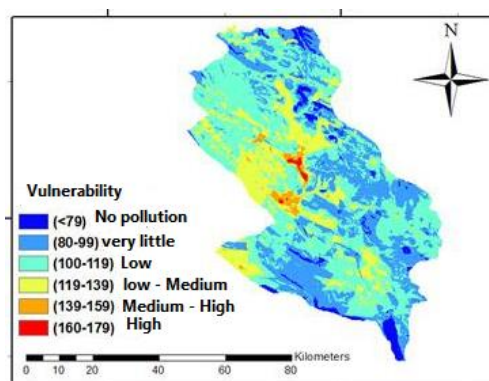 N
Vulnerability
(<79) No pollution
(80-99) very little
(100-119) Low
(119-139) low - Medium
(139-159) Medium - High
(160-179) High
Kilometers
0 5 10 20 40 60 80